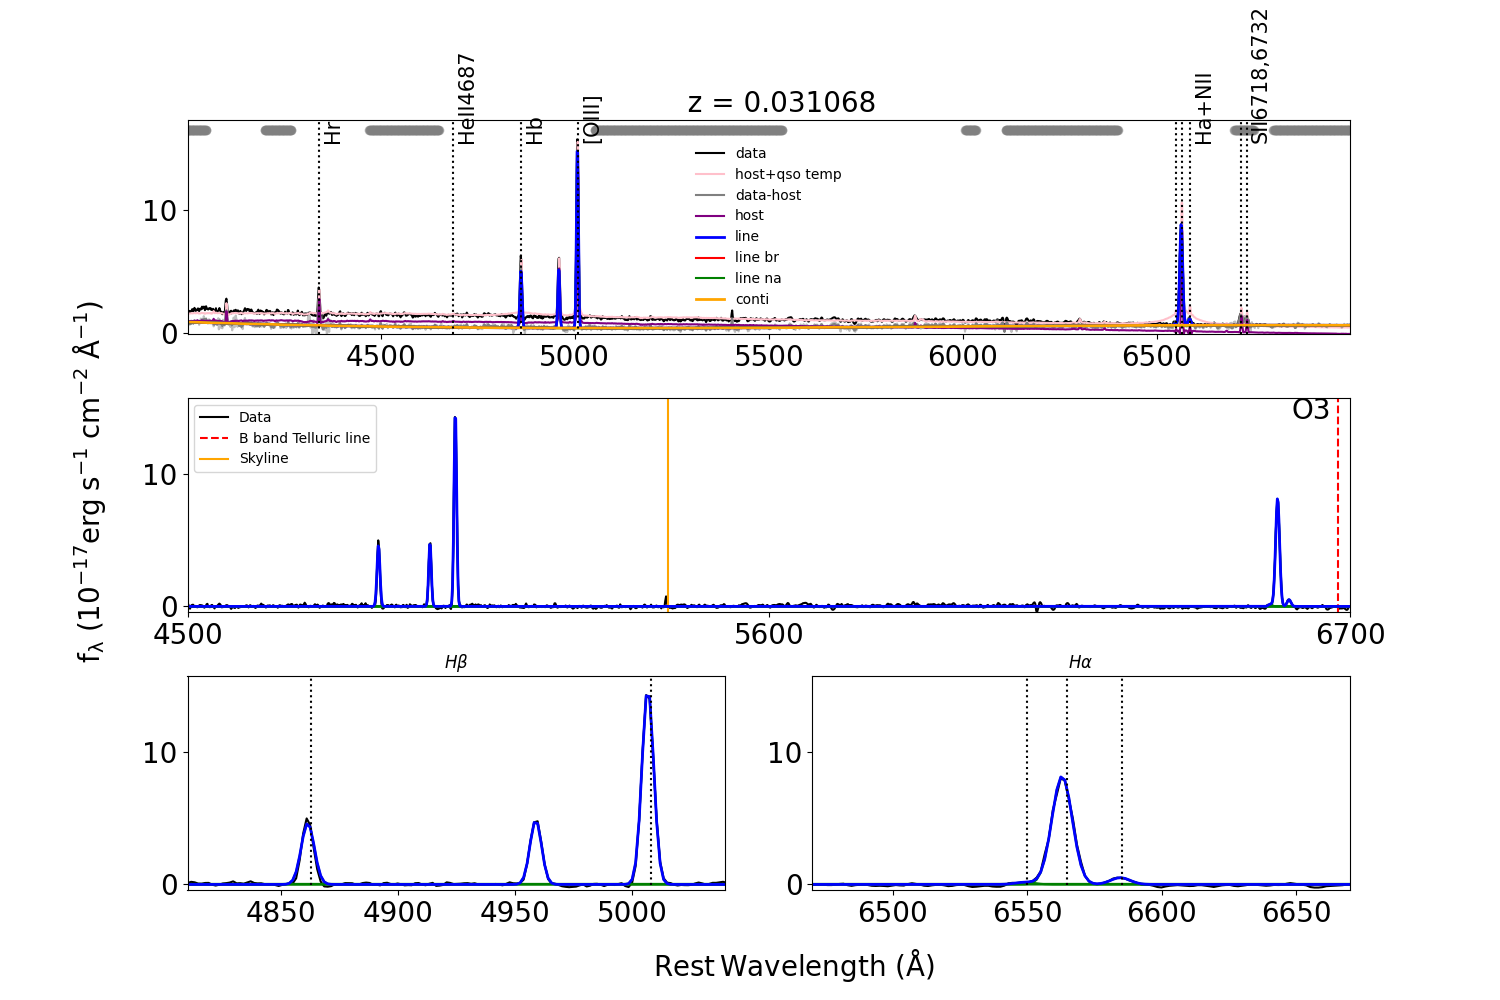 z = 0.031068
Hr
HeII4687
Hb
[OIII]
Ha+NII
SII6718,6732
data
host+qso temp
data-host
host
line
line br
line na
conti
10
0
4500 5000 5500 6000 6500
Data
B band Telluric line
Skyline
O3
10
0
4500 5600 6700
fλ (10−17erg s−1 cm−2 Å−1)
Hβ
10
0
4850 4900 4950 5000
Hα
10
0
6500 6550 6600 6650
Rest Wavelength (Å)